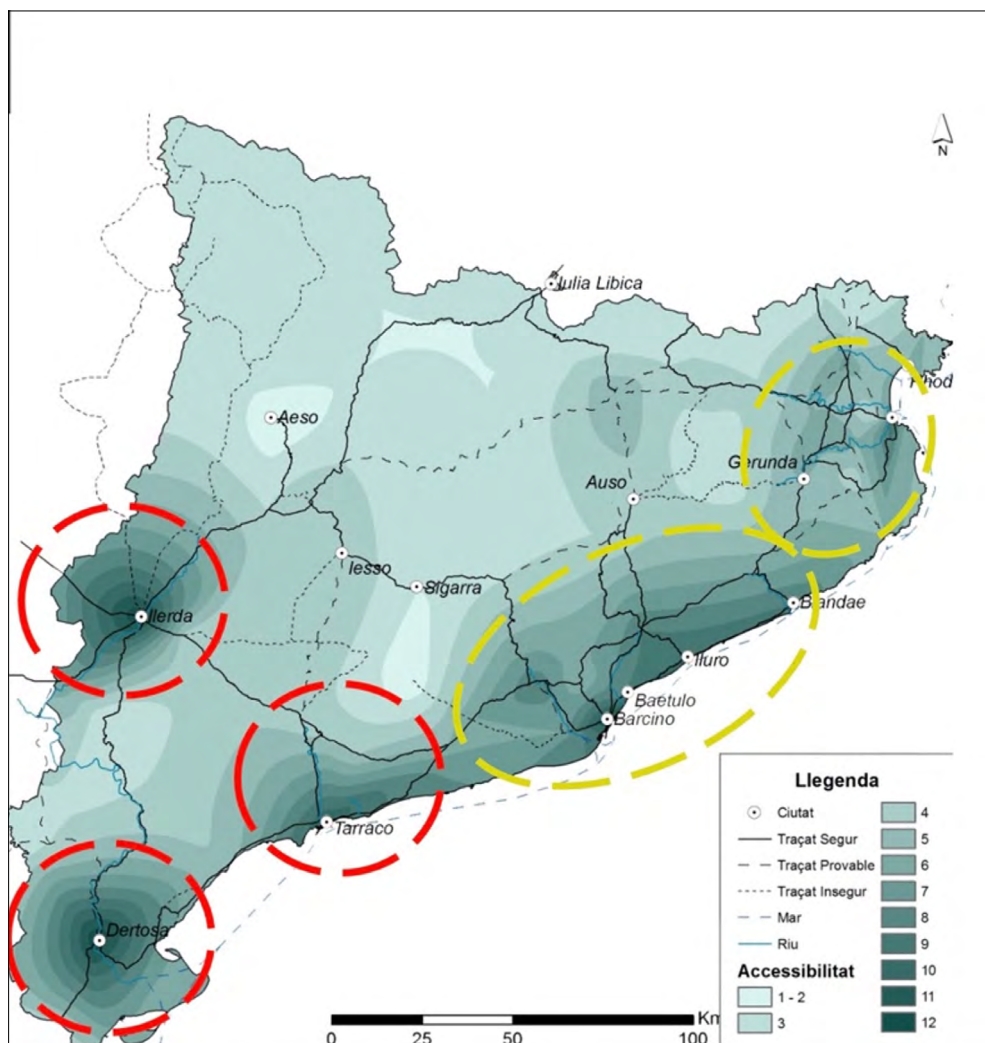 N
Iulia Libica
Rhod
Aeso
Gerunda
Auso
Iesso
Sigarra
Ilerda
Blandae
Iluro
Baetulo
Barcino
Tarraco
Dertosa
Llegenda
Ciutat
Traçat Segur
Traçat Provable
Traçat Insegur
Mar
Riu
Accessibilitat
1 - 2
3
4
5
6
7
8
9
10
11
12
0 25 50 100 Km